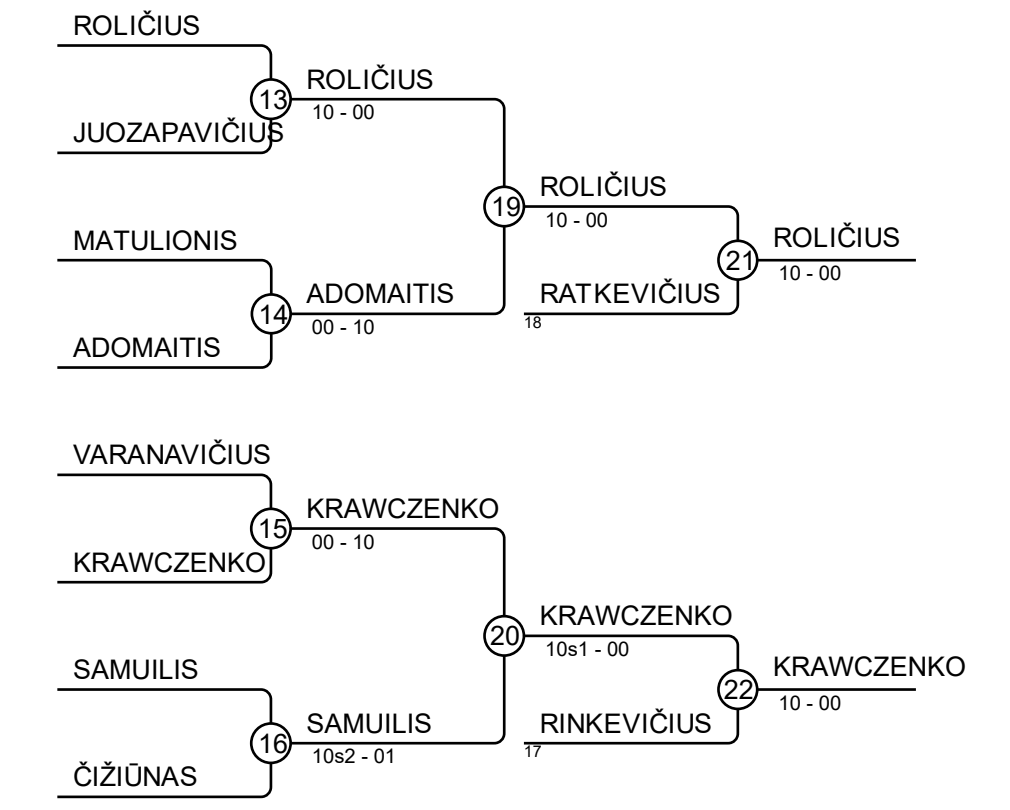 ROLIČIUS
13
ROLIČIUS
10 - 00
JUOZAPAVIČIUS
19
ROLIČIUS
10 - 00
MATULIONIS
14
ADOMAITIS
00 - 10
ADOMAITIS
21
ROLIČIUS
10 - 00
RATKEVIČIUS
18
VARANAVIČIUS
15
KRAWCZENKO
00 - 10
KRAWCZENKO
20
KRAWCZENKO
10s1 - 00
SAMUILIS
16
SAMUILIS
10s2 - 01
ČIŽIŪNAS
22
KRAWCZENKO
10 - 00
RINKEVIČIUS
17